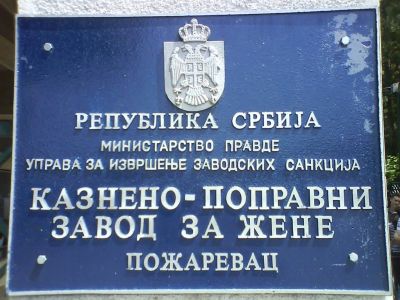 РЕПУБЛИКА СРБИЈА
МИНИСТАРСТВО ПРАВДЕ
УПРАВА ЗА ИЗВРШЕЊЕ ЗАВОДСКИХ САНКЦИЈА
КАЗНЕНО-ПОПРАВНИ
ЗАВОД ЗА ЖЕНЕ
ПОЖАРЕВАЦ